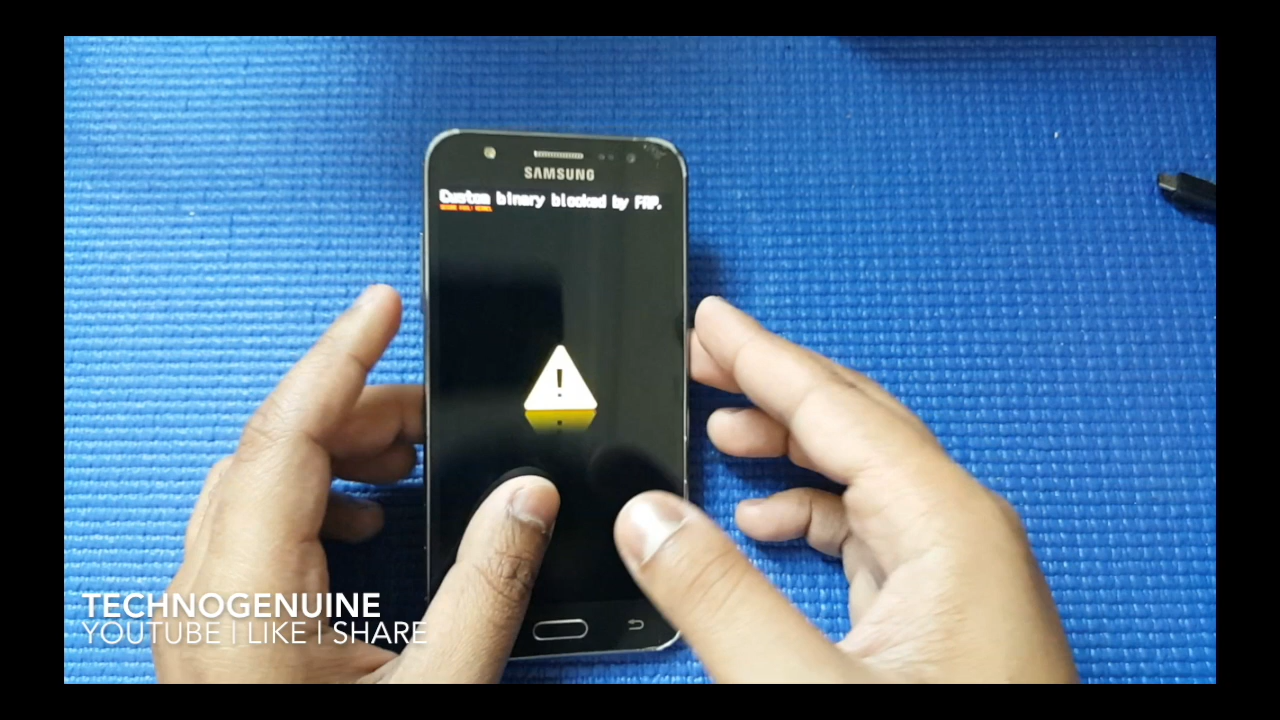 SAMSUNG
Custom binary blocked by FRP.
TECHNOGENUINE
YOUTUBE | LIKE | SHARE